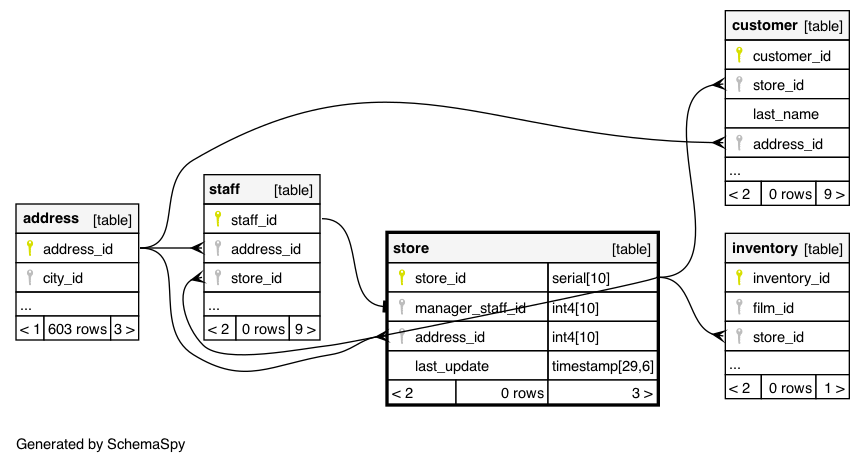 customer [table]
customer_id
store_id
last_name
address_id
...
< 2 0 rows 9 >
staff [table]
staff_id
address_id
store_id
...
< 2 0 rows 9 >
address [table]
address_id
city_id
...
< 1 603 rows 3 >
store [table]
store_id serial[10]
manager_staff_id int4[10]
address_id int4[10]
last_update timestamp[29,6]
< 2 0 rows 3 >
inventory [table]
inventory_id
film_id
store_id
...
< 2 0 rows 1 >
Generated by SchemaSpy